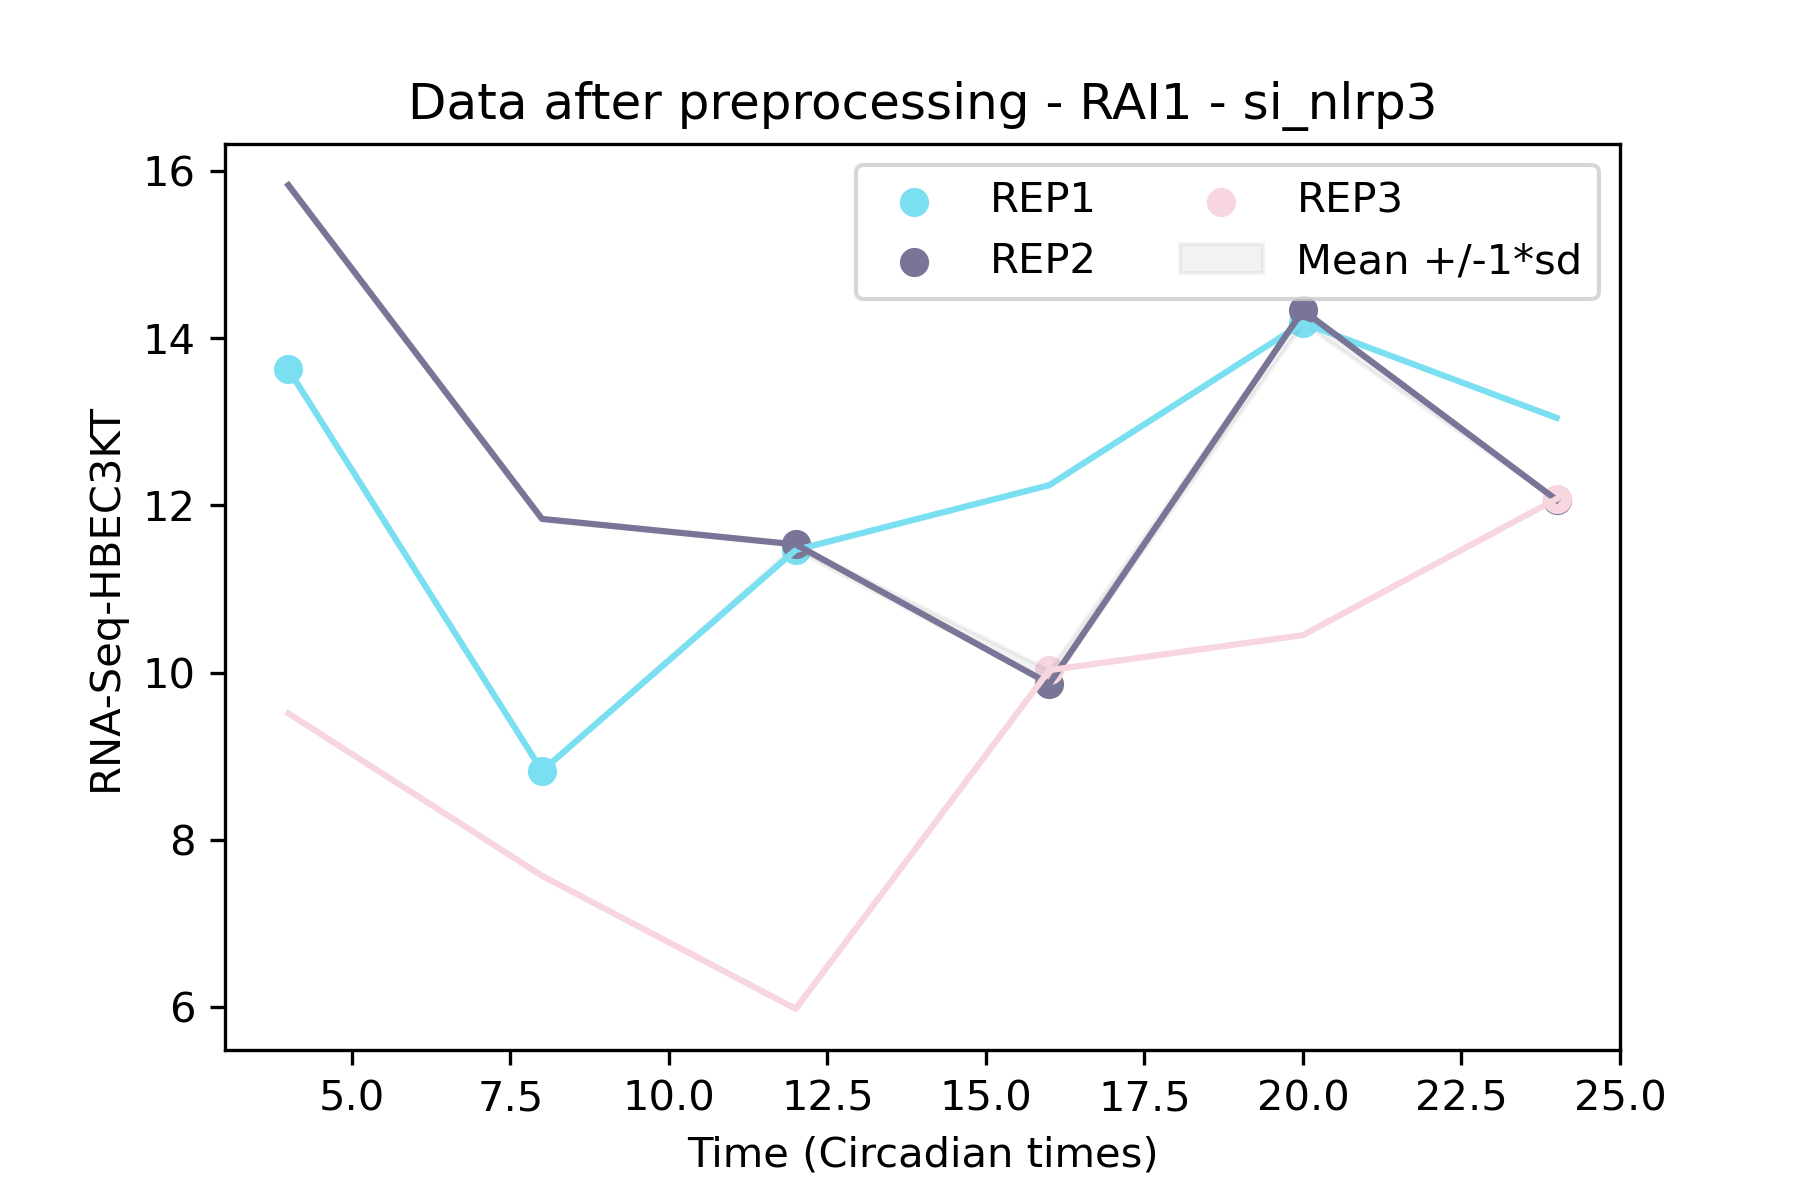 Data after preprocessing - RAI1 - si_nlrp3
REP1
REP2
REP3
Mean +/-1*sd
RNA-Seq-HBEC3KT
16
14
12
10
8
6
5.0 7.5 10.0 12.5 15.0 17.5 20.0 22.5 25.0
Time (Circadian times)